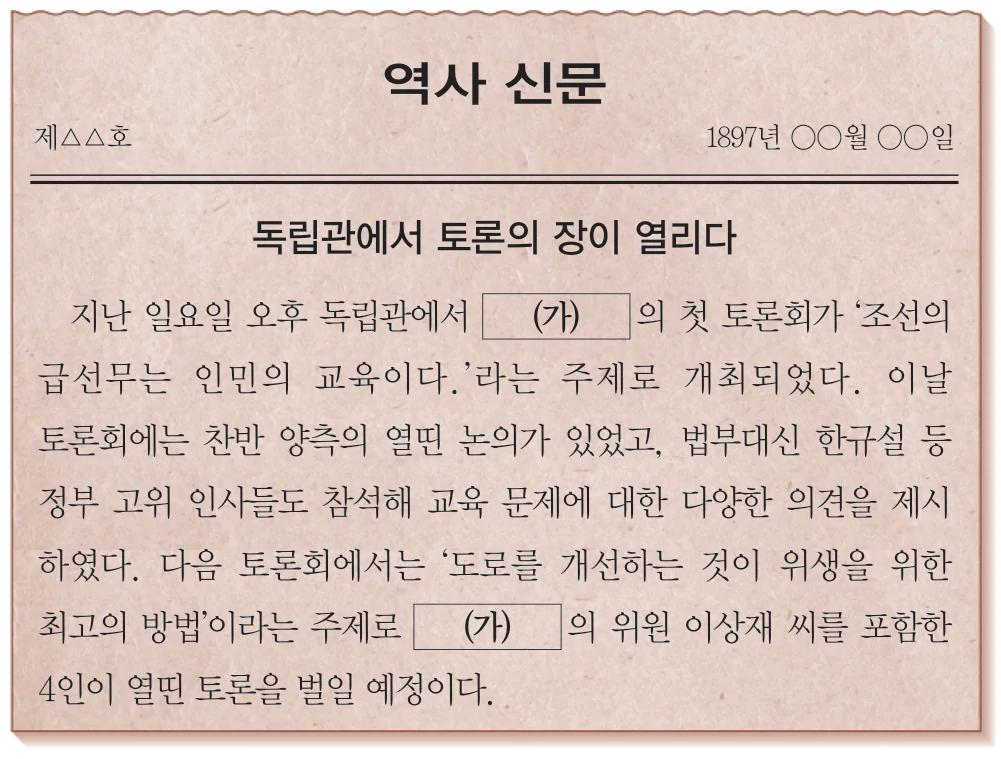 역사 신문
제△△호 1897년 ○○월 ○○일
독립관에서 토론의 장이 열리다
지난 일요일 오후 독립관에서 (가) 의 첫 토론회가 ‘조선의
급선무는 인민의 교육이다.’라는 주제로 개최되었다. 이날
토론회에는 찬반 양측의 열띤 논의가 있었고, 법부대신 한규설 등
정부 고위 인사들도 참석해 교육 문제에 대한 다양한 의견을 제시
하였다. 다음 토론회에서는 ‘도로를 개선하는 것이 위생을 위한
최고의 방법’이라는 주제로 (가) 의 위원 이상재 씨를 포함한
4인이 열띤 토론을 벌일 예정이다.